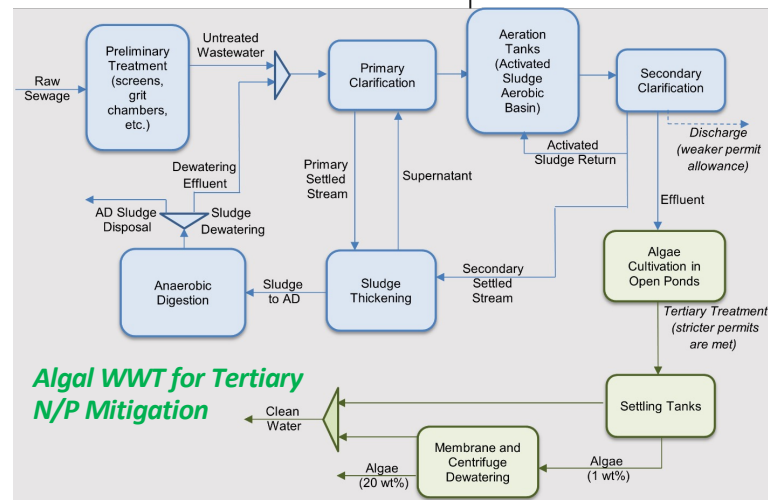 Preliminary
Treatment
(screens,
grit
chambers,
etc.)
Untreated
Wastewater
Raw
Sewage
Primary
Clarification
Aeration
Tanks
(Activated
Sludge
Aerobic
Basin)
Secondary
Clarification
Discharge
(weaker permit
allowance)
Activated
Sludge Return
Dewatering
Effluent
Primary
Settled
Stream
Supernatant
Effluent
AD Sludge
Disposal
Sludge
Dewatering
Anaerobic
Digestion
Sludge
to AD
Sludge
Thickening
Secondary
Settled
Stream
Algae
Cultivation in
Open Ponds
Tertiary Treatment
(stricter permits
are met)
Algal WWT for Tertiary
N/P Mitigation
Clean
Water
Settling Tanks
Membrane and
Centrifuge
Dewatering
Algae
(1 wt%)
Algae
(20 wt%)